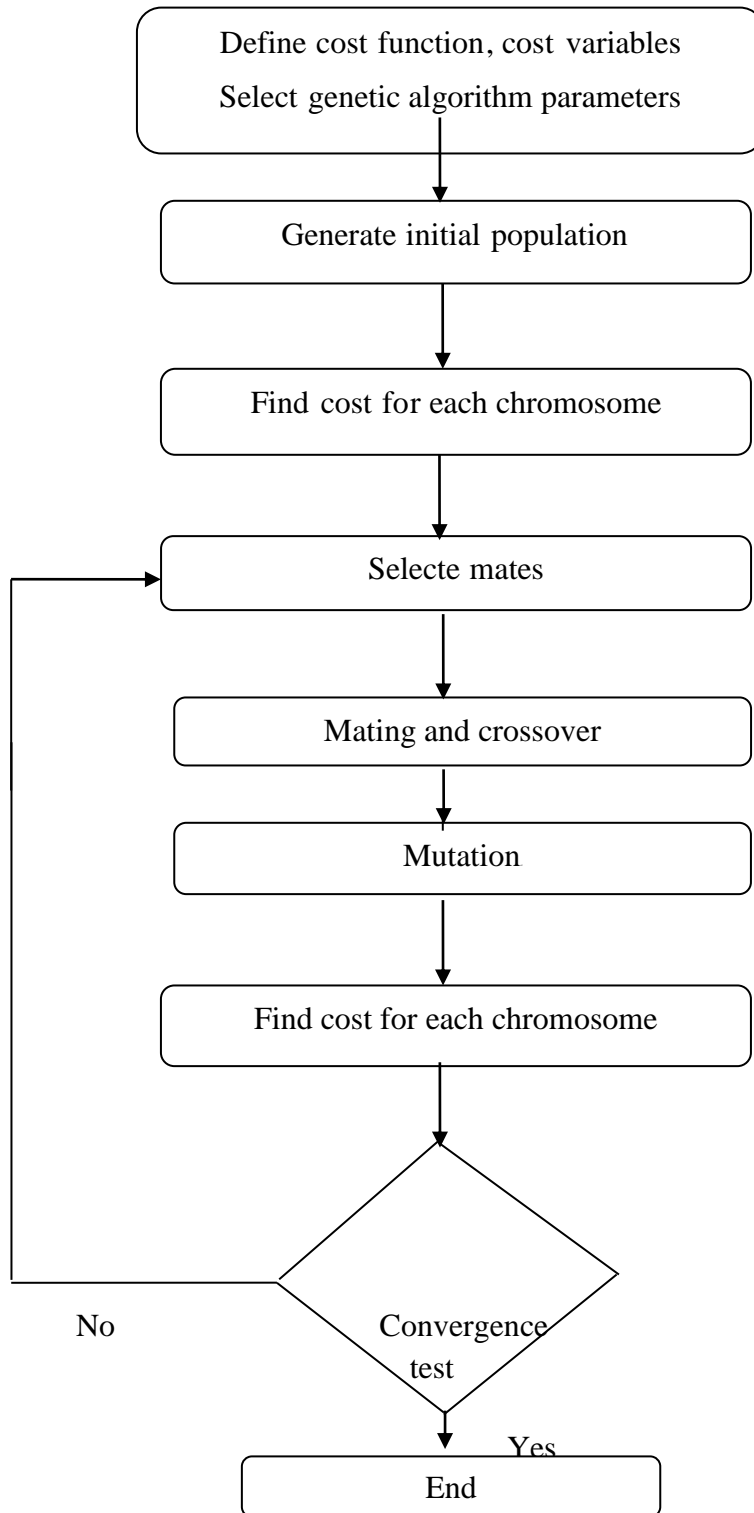 Define cost function, cost variables
Select genetic algorithm parameters
Generate initial population
Find cost for each chromosome
Selecte mates
Mating and crossover
Mutation
Find cost for each chromosome
No
Convergence
test
Yes
End